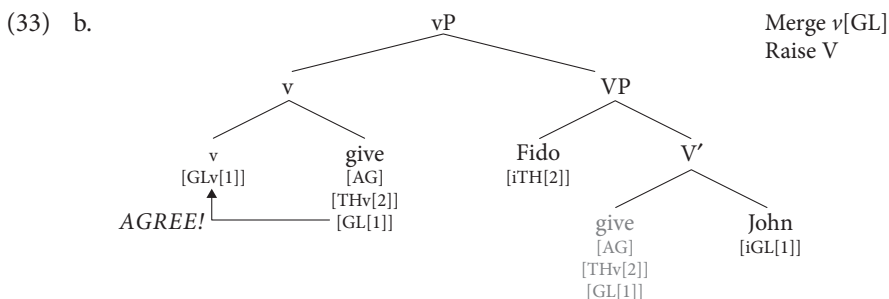 (33) b. vP Merge v[GL]
Raise V
v VP
v give Fido V′
[GLv[1]] [AG] [iTH[2]]
[THv[2]]
AGREE! [GL[1]] give John
[AG] [iGL[1]]
[THv[2]]
[GL[1]]